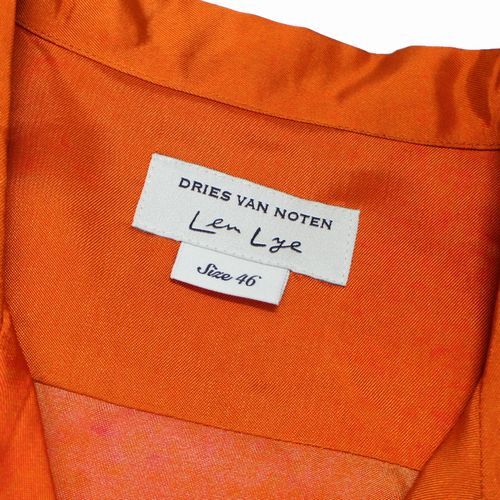 DRIES VAN NOTEN
Len Lye
Size 46